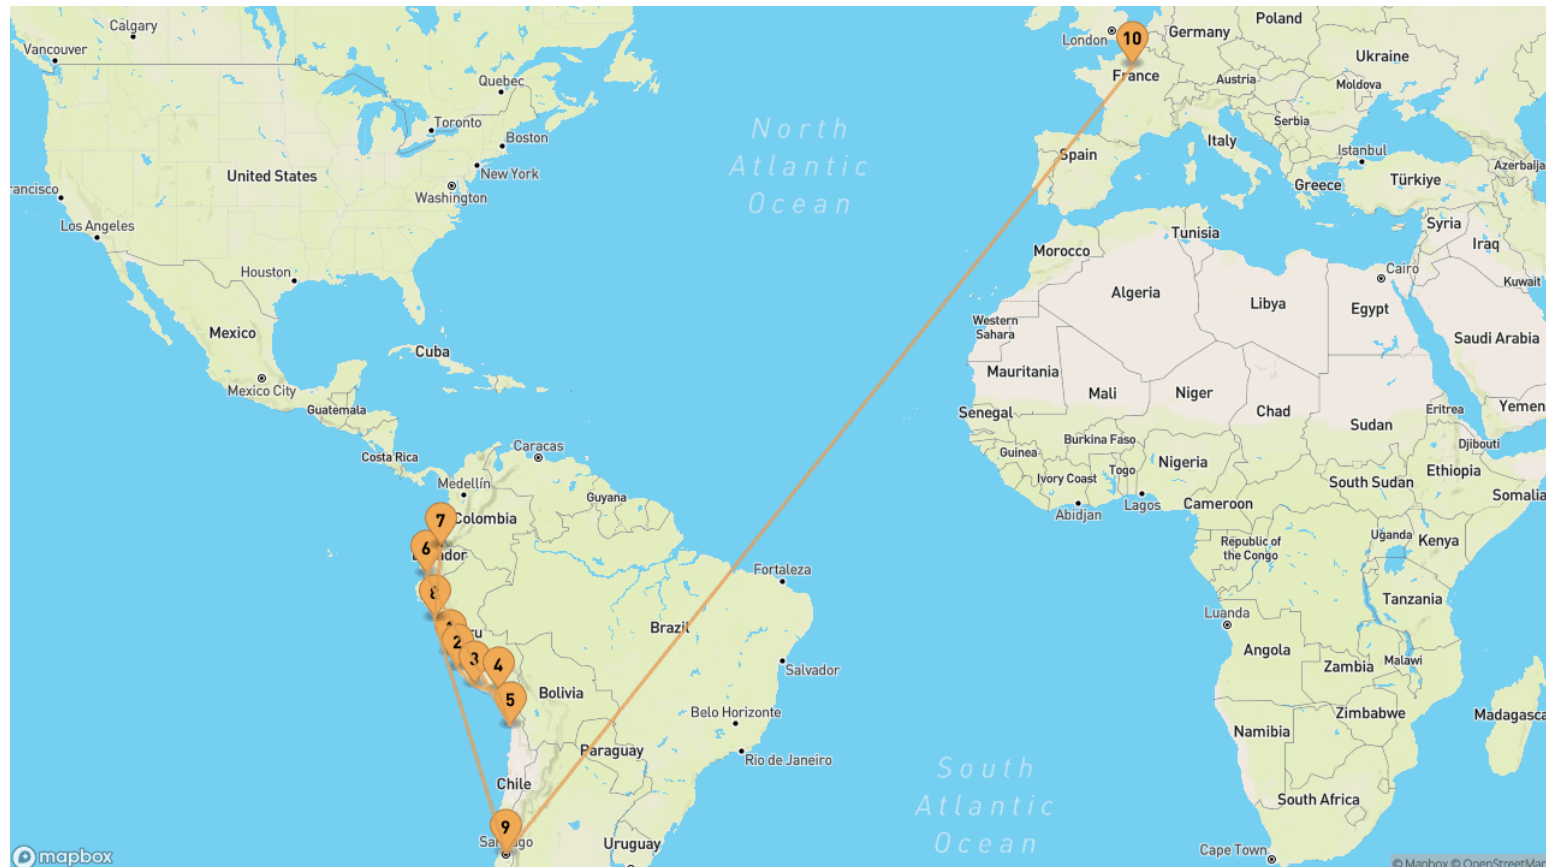 Calgary
Vancouver
Quebec
Toronto
Boston
New York
Washington
United States
Los Angeles
Houston
Mexico
Mexico City
Cuba
Guatemala
Costa Rica
Caracas
Medellín
Guyana
Colombia
North
Atlantic
Ocean
London
10
Germany
Poland
Ukraine
France
Austria
Moldova
Serbia
Italy
Spain
Istanbul
Greece
Türkiye
Azerbaijan
Syria
Iraq
Kuwait
Tunisia
Morocco
Cairo
Algeria
Libya
Egypt
Saudi Arabia
Western
Sahara
Mauritania
Mali
Niger
Chad
Sudan
Eritrea
Yemen
Senegal
Burkina Faso
Djibouti
Guinea
Togo
Nigeria
Ethiopia
Ivory Coast
South Sudan
Somalia
Abidjan
Lagos
Cameroon
Republic of
the Congo
Uganda
Kenya
Tanzania
Luanda
Angola
Zambia
Malawi
Zimbabwe
Namibia
Madagasca
South Africa
Cape Town
7
6
8
2
3
4
5
9
Fortaleza
Brazil
Salvador
Bolivia
Belo Horizonte
Rio de Janeiro
Paraguay
Chile
Uruguay
South
Atlantic
Ocean
mapbox
© Mapbox © OpenStreetMap